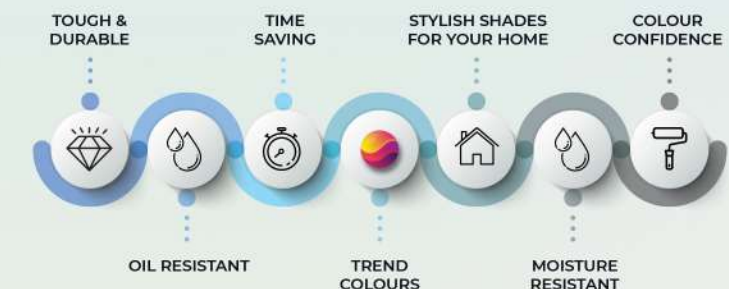 TOUGH &
DURABLE
TIME
SAVING
STYLISH SHADES
FOR YOUR HOME
COLOUR
CONFIDENCE
OIL RESISTANT
TREND
COLOURS
MOISTURE
RESISTANT